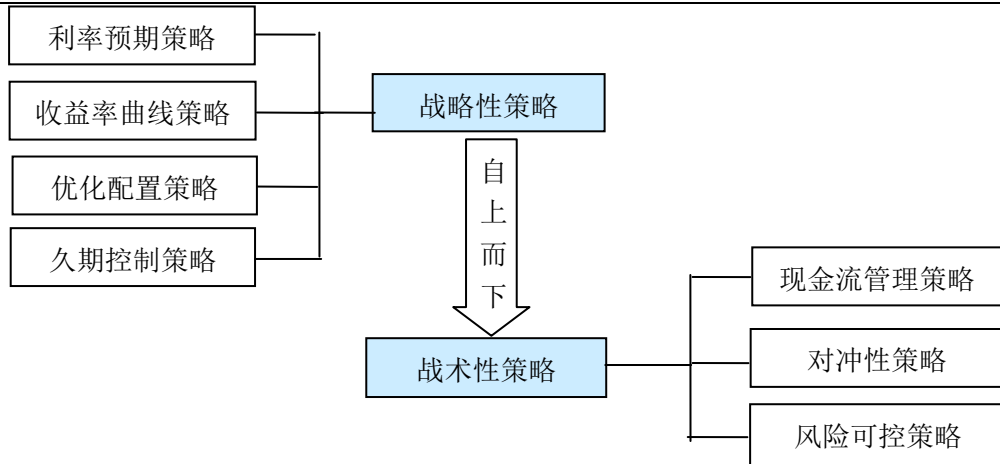 利率预期策略
收益率曲线策略
优化配置策略
久期控制策略
战略性策略
自
上
而
下
战术性策略
现金流管理策略
对冲性策略
风险可控策略